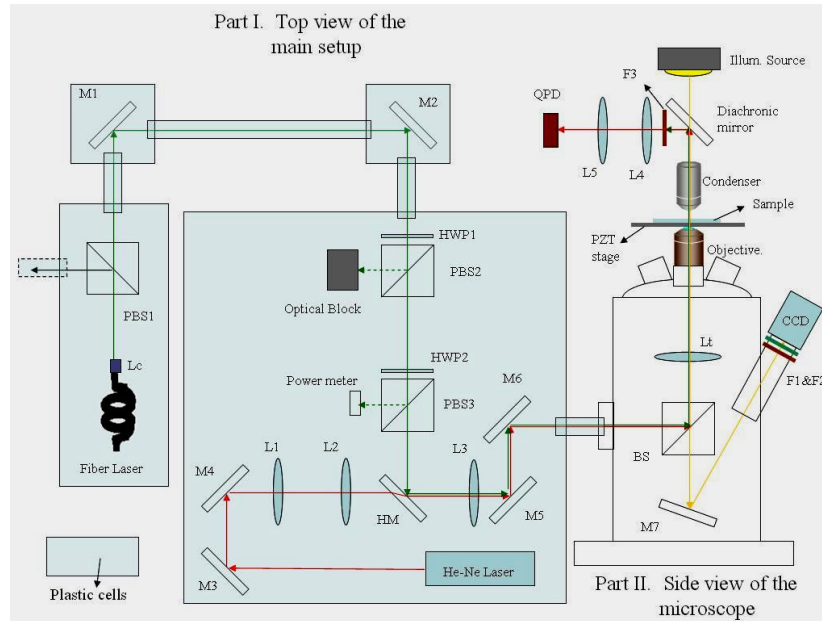 Part I. Top view of the
main setup
M1
M2
PBS1
Lc
Fiber Laser
Plastic cells
HWP1
PBS2
Optical Block
HWP2
Power meter
PBS3
M6
M4
L1
L2
L3
HM
M5
M3
He-Ne Laser
Illum. Source
F3
QPD
Diachronic
mirror
L5
L4
Condenser
Sample
PZT
stage
Objective.
CCD
Lt
F1&F2
BS
M7
Part II. Side view of the
microscope